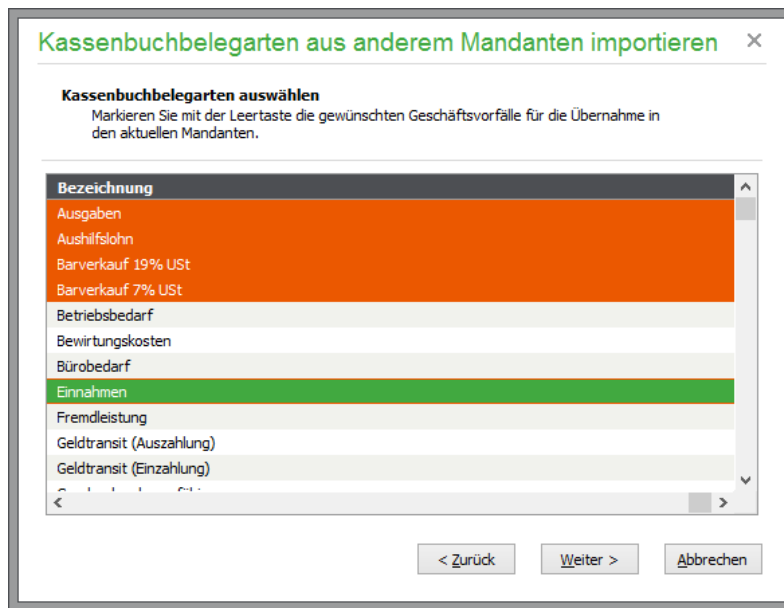 Kassenbuchbelegarten aus anderem Mandanten importieren
Kassenbuchbelegarten auswählen
Markieren Sie mit der Leertaste die gewünschten Geschäftsvorfälle für die Übernahme in
den aktuellen Mandanten.
Bezeichnung
Ausgaben
Aushilfslohn
Barverkauf 19% USt
Barverkauf 7% USt
Betriebsbedarf
Bewirtungskosten
Bürobedarf
Einnahmen
Fremdleistung
Geldtransit (Auszahlung)
Geldtransit (Einzahlung)
< Zurück
Weiter >
Abbrechen